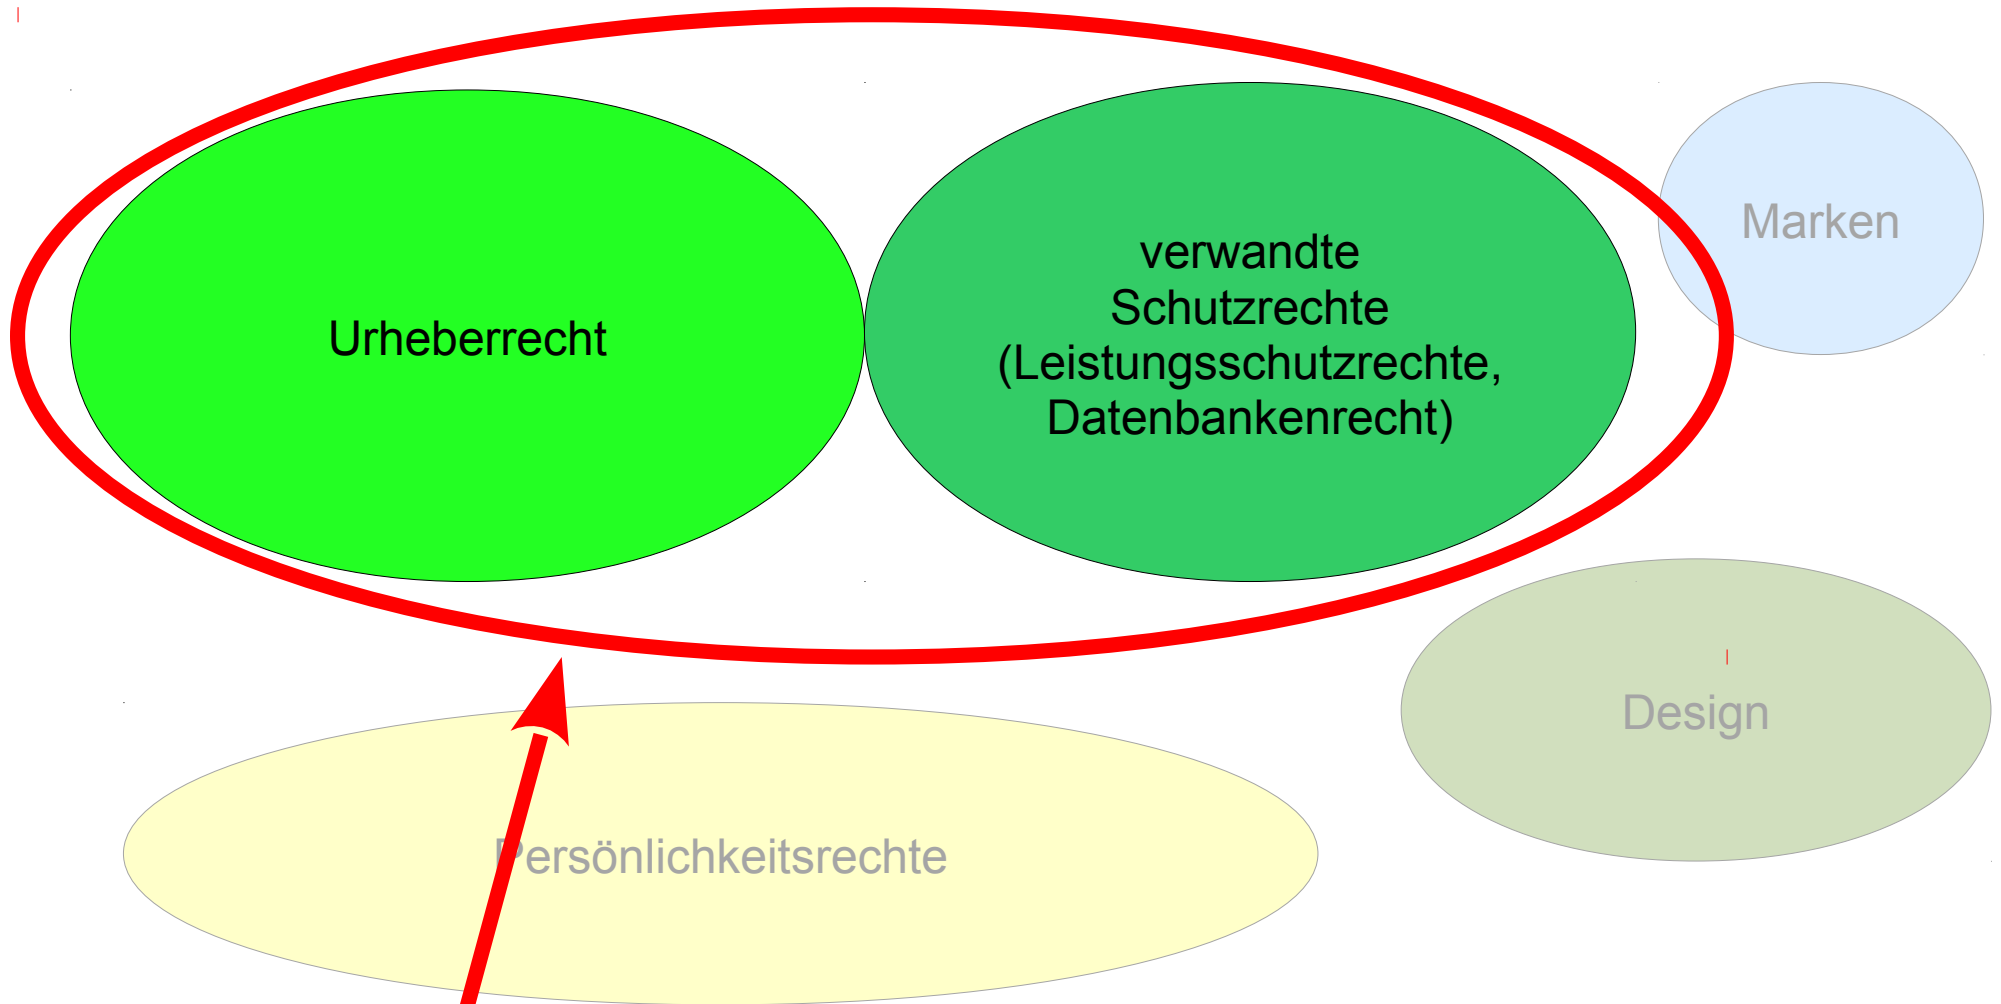 Urheberrecht
verwandte
Schutzrechte
(Leistungsschutzrechte,
Datenbankenrecht)
Marken
Design
Persönlichkeitsrechte